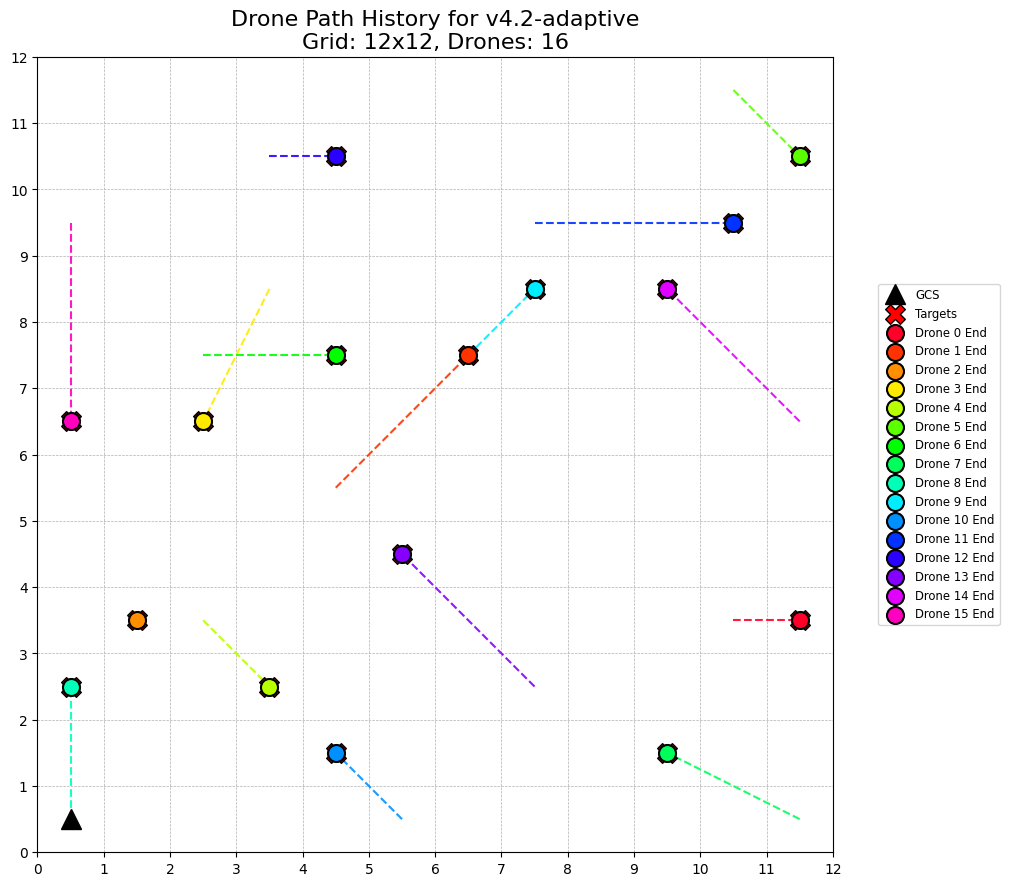 Drone Path History for v4.2-adaptive
Grid: 12x12, Drones: 16
12
11
10
9
8
7
6
5
4
3
2
1
0
0 1 2 3 4 5 6 7 8 9 10 11 12
GCS
Targets
Drone 0 End
Drone 1 End
Drone 2 End
Drone 3 End
Drone 4 End
Drone 5 End
Drone 6 End
Drone 7 End
Drone 8 End
Drone 9 End
Drone 10 End
Drone 11 End
Drone 12 End
Drone 13 End
Drone 14 End
Drone 15 End